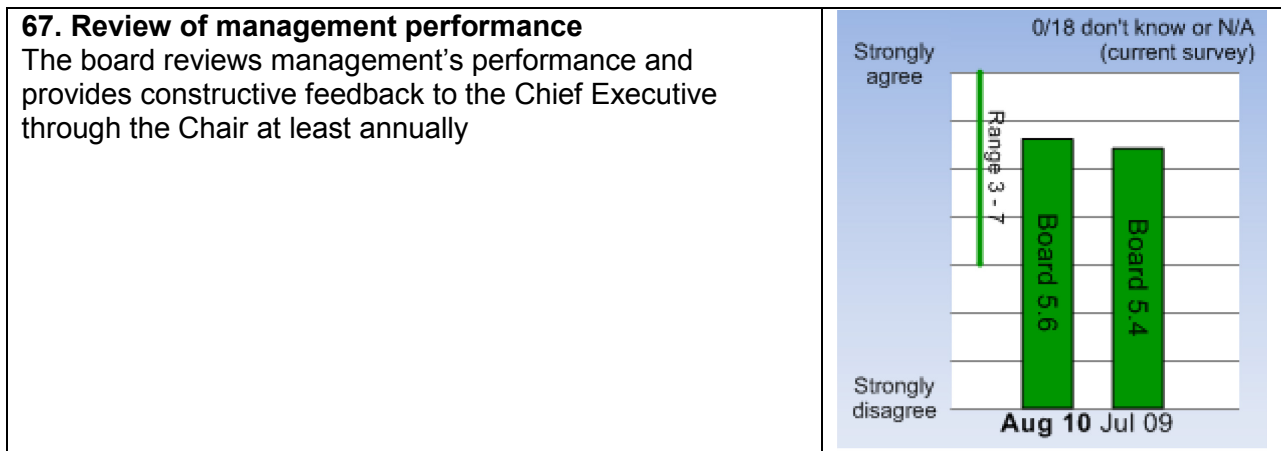 67. Review of management performance
The board reviews management's performance and
provides constructive feedback to the Chief Executive
through the Chair at least annually
0/18 don't know or N/A
(current survey)
Strongly
agree
Range 3 - 7
Board 5.6
Board 5.4
Strongly
disagree
Aug 10 Jul 09